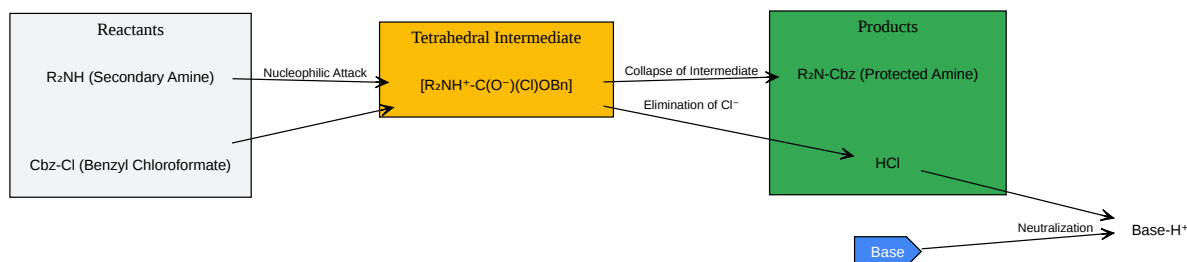 Reactants
R₂NH (Secondary Amine)
Cbz-Cl (Benzyl Chloroformate)
Nucleophilic Attack
Tetrahedral Intermediate
[R₂NH⁺-C(O⁻)(Cl)OBn]
Collapse of Intermediate
Elimination of Cl⁻
Products
R₂N-Cbz (Protected Amine)
HCl
Neutralization
Base
Base-H⁺